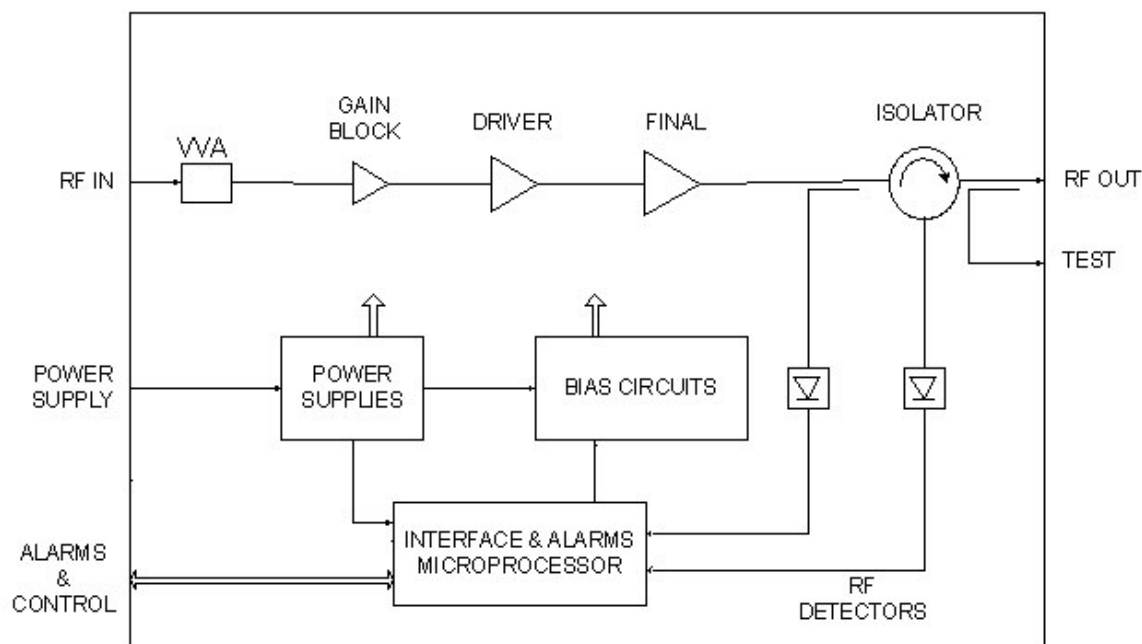 GAIN
BLOCK
DRIVER
FINAL
ISOLATOR
VVA
RF IN
RF OUT
TEST
POWER
SUPPLY
POWER
SUPPLIES
BIAS CIRCUITS
INTERFACE & ALARMS
MICROPROCESSOR
ALARMS
&
CONTROL
RF
DETECTORS